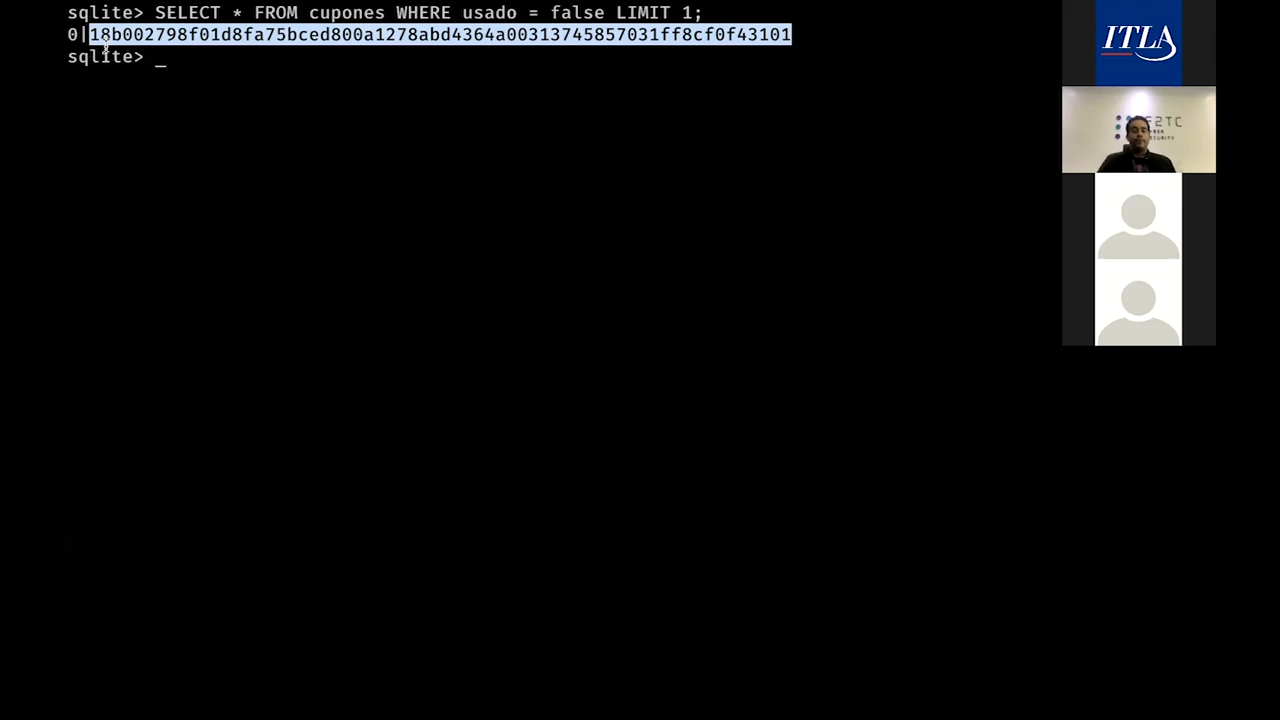 sqlite> SELECT * FROM cupones WHERE usado = false LIMIT 1;
0|18b002798f01d8fa75bced800a1278abd4364a00313745857031ff8cf0f43101
sqlite> _
ITLA